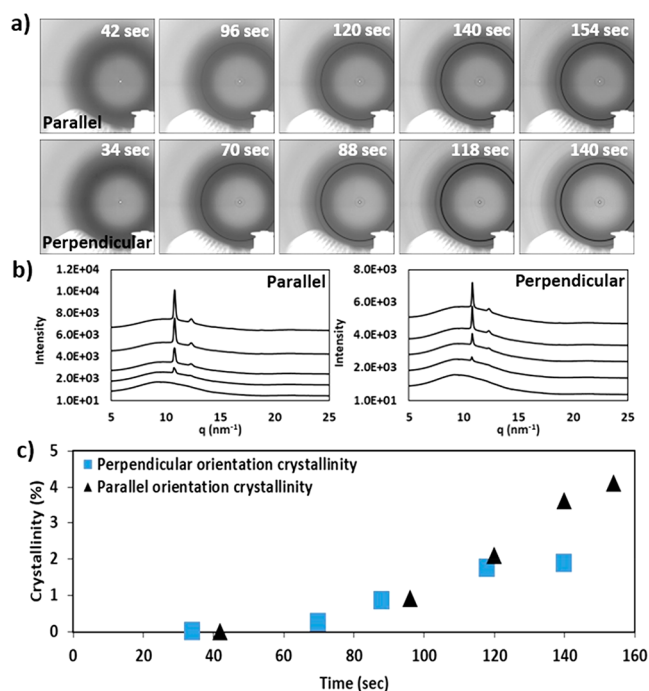 a)
42 sec 96 sec 120 sec 140 sec 154 sec
Parallel
34 sec 70 sec 88 sec 118 sec 140 sec
Perpendicular
b)
Parallel
1.2E+04
1.0E+04
8.0E+03
6.0E+03
4.0E+03
2.0E+03
1.0E+01
Intensity
5 10 15 20 25
q (nm⁻¹)
Perpendicular
8.0E+03
6.0E+03
4.0E+03
2.0E+03
1.0E+01
Intensity
5 10 15 20 25
q (nm⁻¹)
c)
Perpendicular orientation crystallinity
Parallel orientation crystallinity
5
4
3
2
1
0
Crystallinity (%)
0 20 40 60 80 100 120 140 160
Time (sec)